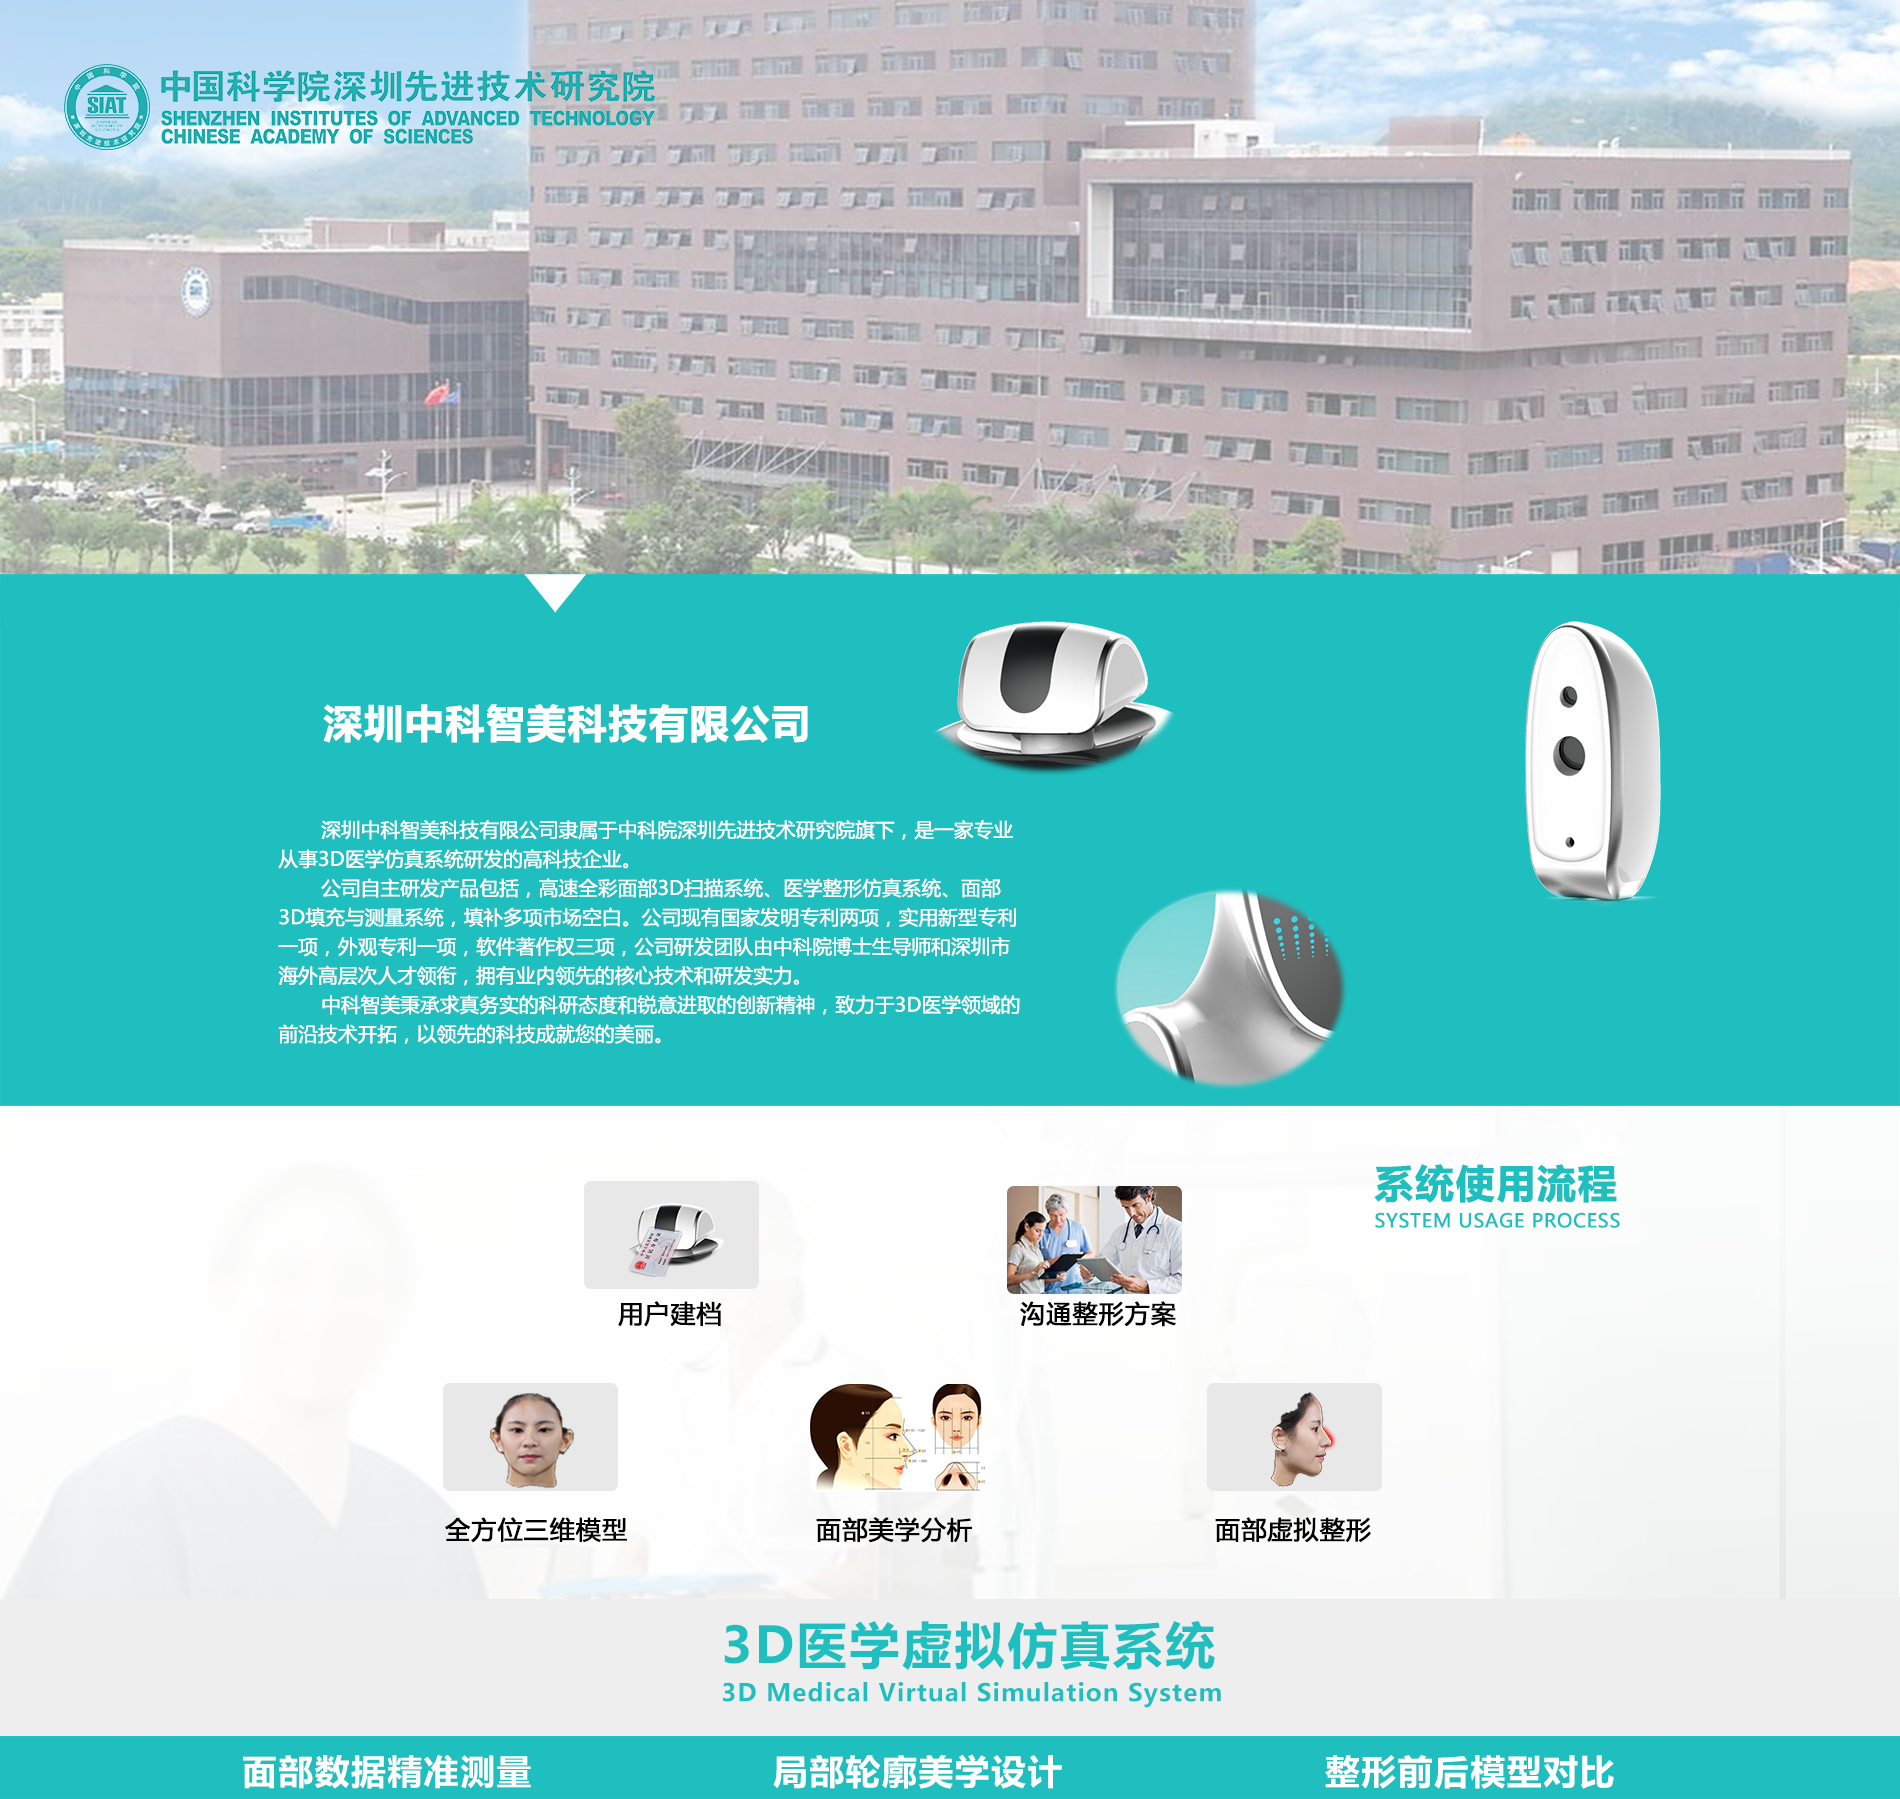 中国科学院深圳先进技术研究院
SHENZHEN INSTITUTES OF ADVANCED TECHNOLOGY
CHINESE ACADEMY OF SCIENCES
SIAT
深圳中科智美科技有限公司
深圳中科智美科技有限公司隶属于中科院深圳先进技术研究院旗下，是一家专业
从事3D医学仿真系统研发的高科技企业。
公司自主研发产品包括，高速全彩面部3D扫描系统、医学整形仿真系统、面部
3D填充与测量系统，填补多项市场空白。公司现有国家发明专利两项，实用新型专利
一项，外观专利一项，软件著作权三项，公司研发团队由中科院博士生导师和深圳市
海外高层次人才领衔，拥有业内领先的核心技术和研发实力。
中科智美秉承求真务实的科研态度和锐意进取的创新精神，致力于3D医学领域的
前沿技术开拓，以领先的科技成就您的美丽。
系统使用流程
SYSTEM USAGE PROCESS
用户建档
沟通整形方案
全方位三维模型
面部美学分析
面部虚拟整形
3D医学虚拟仿真系统
3D Medical Virtual Simulation System
面部数据精准测量
局部轮廓美学设计
整形前后模型对比